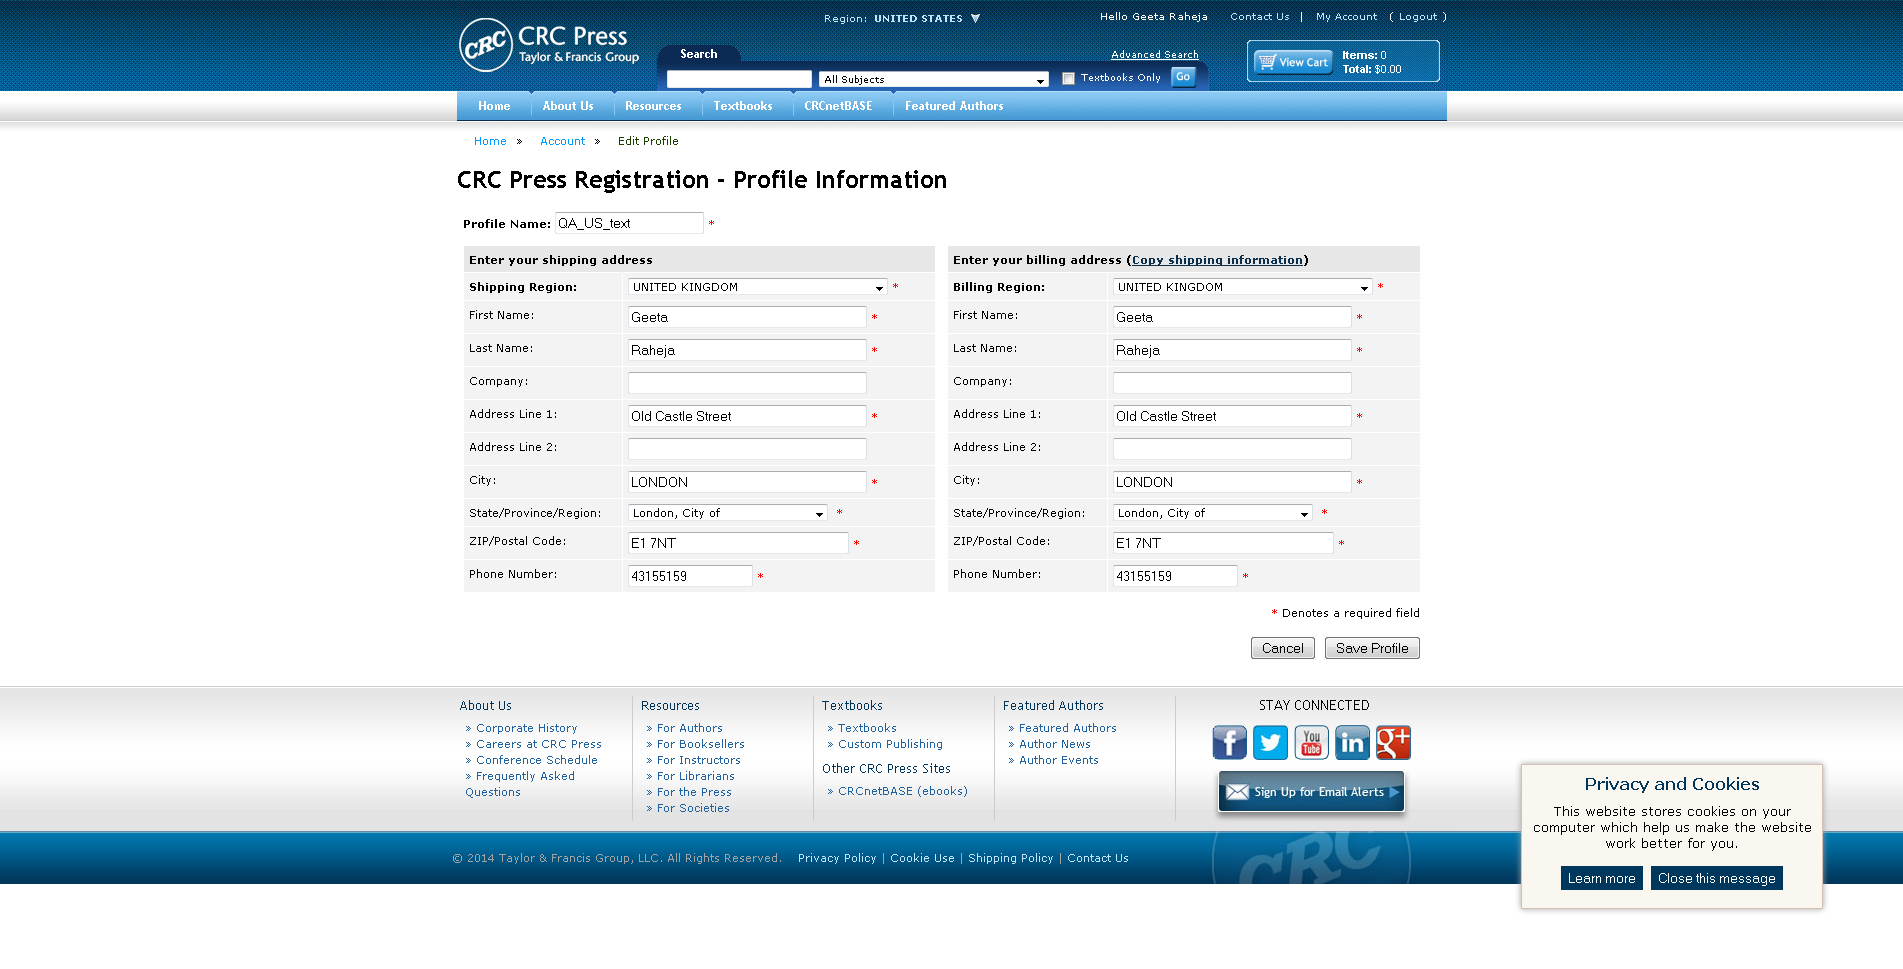 Region: UNITED STATES
Hello Geeta Raheja Contact Us | My Account ( Logout )
CRC CRC Press
Taylor & Francis Group
Search
Advanced Search
All Subjects Textbooks Only Go
View Cart
Items: 0
Total: $0.00
Home About Us Resources Textbooks CRCnetBASE Featured Authors
Home » Account » Edit Profile
CRC Press Registration - Profile Information
Profile Name: QA_US_text *
Enter your shipping address
Shipping Region: UNITED KINGDOM *
First Name: Geeta *
Last Name: Raheja *
Company:
Address Line 1: Old Castle Street *
Address Line 2:
City: LONDON *
State/Province/Region: London, City of *
ZIP/Postal Code: E1 7NT *
Phone Number: 43155159 *
Enter your billing address (Copy shipping information)
Billing Region: UNITED KINGDOM *
First Name: Geeta *
Last Name: Raheja *
Company:
Address Line 1: Old Castle Street *
Address Line 2:
City: LONDON *
State/Province/Region: London, City of *
ZIP/Postal Code: E1 7NT *
Phone Number: 43155159 *
* Denotes a required field
Cancel Save Profile
About Us
» Corporate History
» Careers at CRC Press
» Conference Schedule
» Frequently Asked
Questions
Resources
» For Authors
» For Booksellers
» For Instructors
» For Librarians
» For the Press
» For Societies
Textbooks
» Textbooks
» Custom Publishing
Other CRC Press Sites
» CRCnetBASE (ebooks)
Featured Authors
» Featured Authors
» Author News
» Author Events
STAY CONNECTED
f You Tube in g+
Sign Up for Email Alerts
© 2014 Taylor & Francis Group, LLC. All Rights Reserved. Privacy Policy | Cookie Use | Shipping Policy | Contact Us
CRC
Privacy and Cookies
This website stores cookies on your
computer which help us make the website
work better for you.
Learn more Close this message